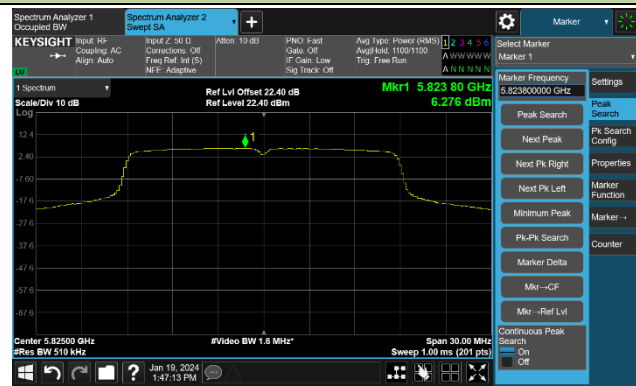 Spectrum Analyzer 1
Occupied BW
Spectrum Analyzer 2
Swept SA
+
Marker
KEYSIGHT
Input: RF
Coupling: AC
Align: Auto
Input Z: 50 Ω
Corrections: Off
Freq Ref: Int (S)
NFE: Adaptive
Atten: 10 dB
PNO: Fast
Gate: Off
IF Gain: Low
Sig Track: Off
Avg Type: Power (RMS)
Avg|Hold: 1100/1100
Trig: Free Run
1 2 3 4 5 6
A W W W W W
A N N N N N
LW
Select Marker
Marker 1
1 Spectrum
Scale/Div 10 dB
Log
Ref Lvl Offset 22.40 dB
Ref Level 22.40 dBm
Mkr1 5.823 80 GHz
6.276 dBm
1
12.4
2.40
-7.60
-17.6
-27.6
-37.6
-47.6
-57.6
-67.6
Center 5.82500 GHz
#Res BW 510 kHz
#Video BW 1.6 MHz*
Span 30.00 MHz
Sweep 1.00 ms (201 pts)
Marker Frequency
5.823800000 GHz
Peak Search
Next Peak
Next Pk Right
Next Pk Left
Minimum Peak
Pk-Pk Search
Marker Delta
Mkr→CF
Mkr→Ref Lvl
Continuous Peak
Search
On
Off
Settings
Peak
Search
Pk Search
Config
Properties
Marker
Function
Marker→
Counter
?
Jan 19, 2024
1:47:13 PM